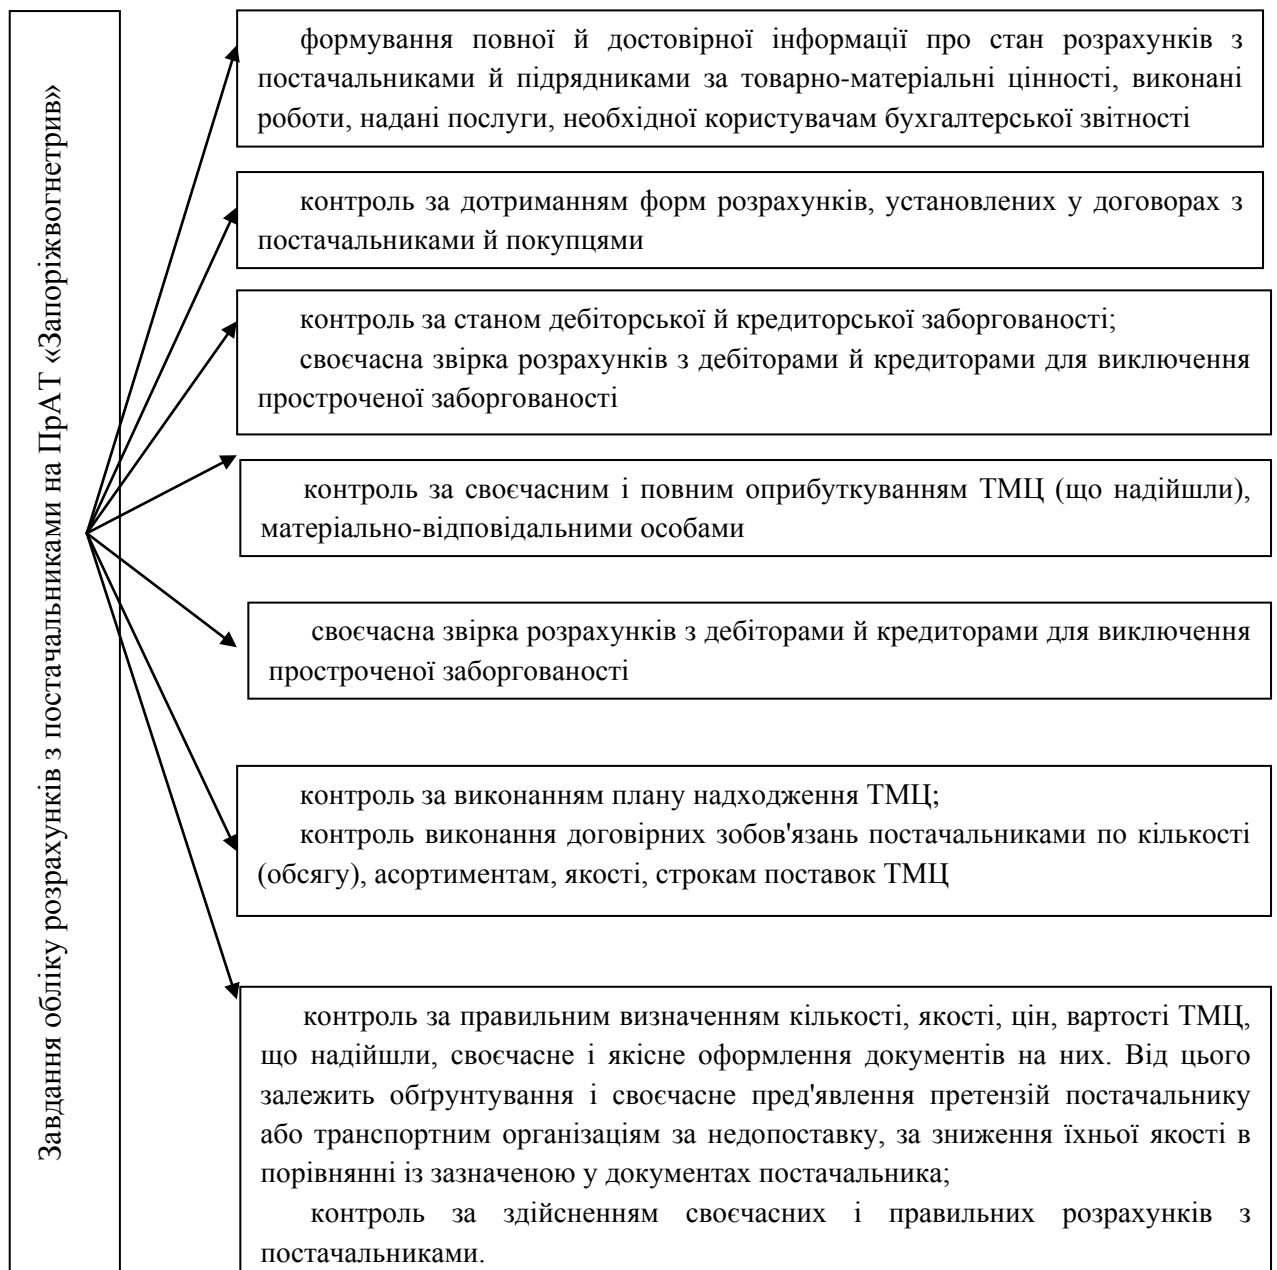 Завдання обліку розрахунків з постачальниками на ПрАТ «Запоріжвогнетрив»
формування повної й достовірної інформації про стан розрахунків з
постачальниками й підрядниками за товарно-матеріальні цінності, виконані
роботи, надані послуги, необхідної користувачам бухгалтерської звітності
контроль за дотриманням форм розрахунків, установлених у договорах з
постачальниками й покупцями
контроль за станом дебіторської й кредиторської заборгованості;
своєчасна звірка розрахунків з дебіторами й кредиторами для виключення
простроченої заборгованості
контроль за своєчасним і повним оприбуткуванням ТМЦ (що надійшли),
матеріально-відповідальними особами
своєчасна звірка розрахунків з дебіторами й кредиторами для виключення
простроченої заборгованості
контроль за виконанням плану надходження ТМЦ;
контроль виконання договірних зобов'язань постачальниками по кількості
(обсягу), асортиментам, якості, строкам поставок ТМЦ
контроль за правильним визначенням кількості, якості, цін, вартості ТМЦ,
що надійшли, своєчасне і якісне оформлення документів на них. Від цього
залежить обґрунтування і своєчасне пред'явлення претензій постачальнику
або транспортним організаціям за недопоставку, за зниження їхньої якості в
порівнянні із зазначеною у документах постачальника;
контроль за здійсненням своєчасних і правильних розрахунків з
постачальниками.